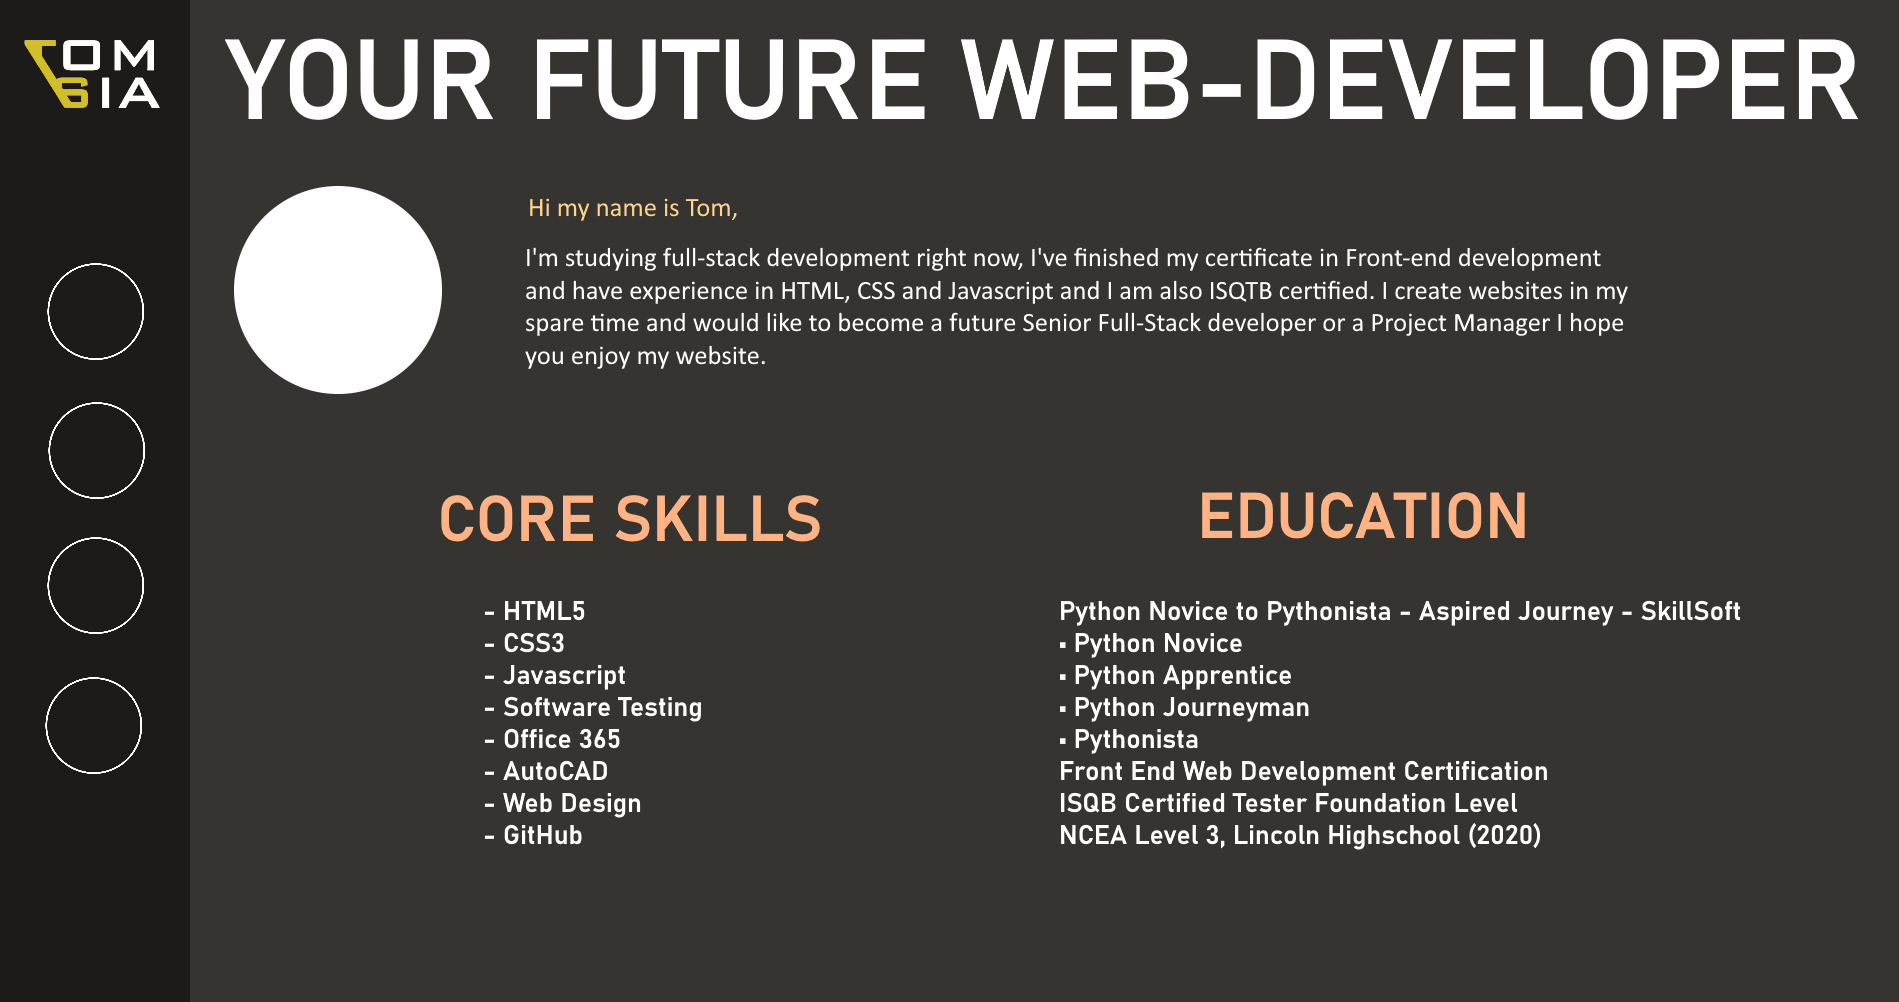 TOM
GIA
YOUR FUTURE WEB-DEVELOPER
Hi my name is Tom,
I'm studying full-stack development right now, I've finished my certificate in Front-end development
and have experience in HTML, CSS and Javascript and I am also ISQTB certified. I create websites in my
spare time and would like to become a future Senior Full-Stack developer or a Project Manager I hope
you enjoy my website.
CORE SKILLS
- HTML5
- CSS3
- Javascript
- Software Testing
- Office 365
- AutoCAD
- Web Design
- GitHub
EDUCATION
Python Novice to Pythonista - Aspired Journey - SkillSoft
▪ Python Novice
▪ Python Apprentice
▪ Python Journeyman
▪ Pythonista
Front End Web Development Certification
ISQB Certified Tester Foundation Level
NCEA Level 3, Lincoln Highschool (2020)